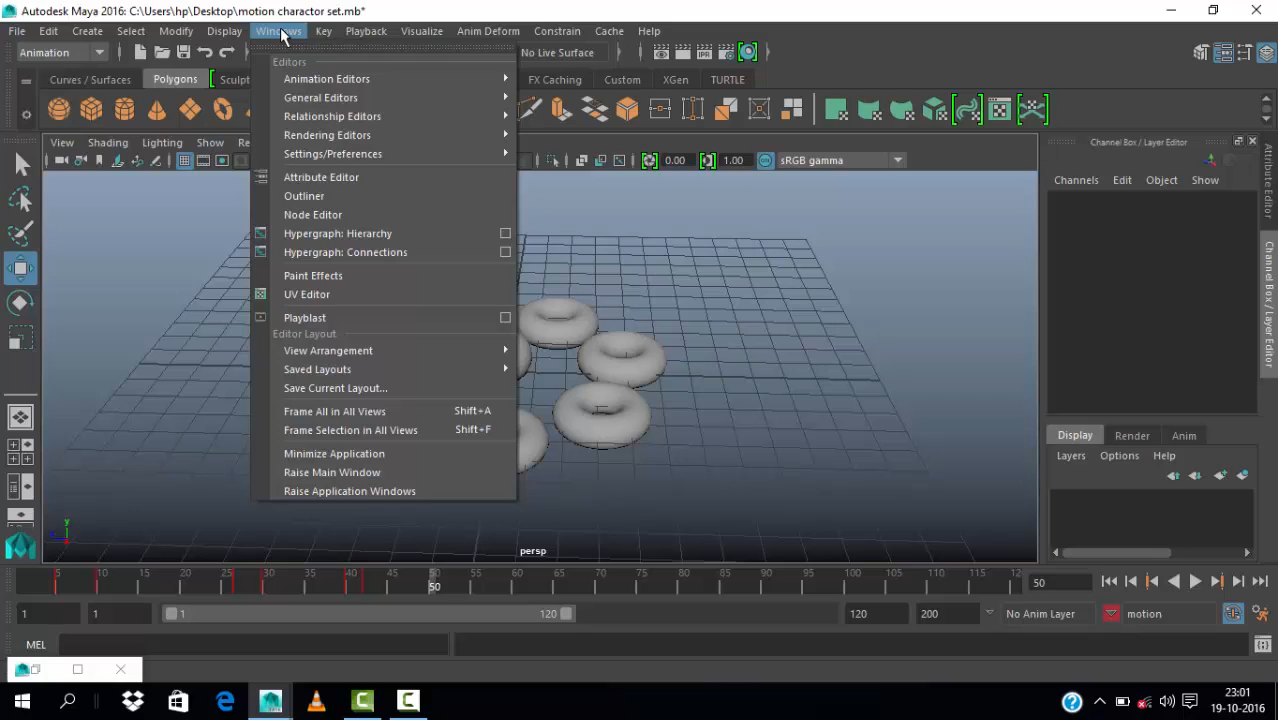 Autodesk Maya 2016: C:\Users\hp\Desktop\motion charactor set.mb*
File Edit Create Select Modify Display Windows Key Playback Visualize Anim Deform Constrain Cache Help
Animation No Live Surface
Curves / Surfaces Polygons Sculpt FX Caching Custom XGen TURTLE
View Shading Lighting Show Re
0.00 1.00 sRGB gamma
Editors
Animation Editors
General Editors
Relationship Editors
Rendering Editors
Settings/Preferences
Attribute Editor
Outliner
Node Editor
Hypergraph: Hierarchy
Hypergraph: Connections
Paint Effects
UV Editor
Playblast
Editor Layout
View Arrangement
Saved Layouts
Save Current Layout...
Frame All in All Views Shift+A
Frame Selection in All Views Shift+F
Minimize Application
Raise Main Window
Raise Application Windows
Channel Box / Layer Editor
Channels Edit Object Show
Attribute Editor
Channel Box / Layer Editor
Display Render Anim
Layers Options Help
y
persp
5 10 15 20 25 30 35 40 45 50 55 60 65 70 75 80 85 90 95 100 105 110 115 12
50
50
1 1 1 120 120 200 No Anim Layer motion
MEL
23:01
19-10-2016